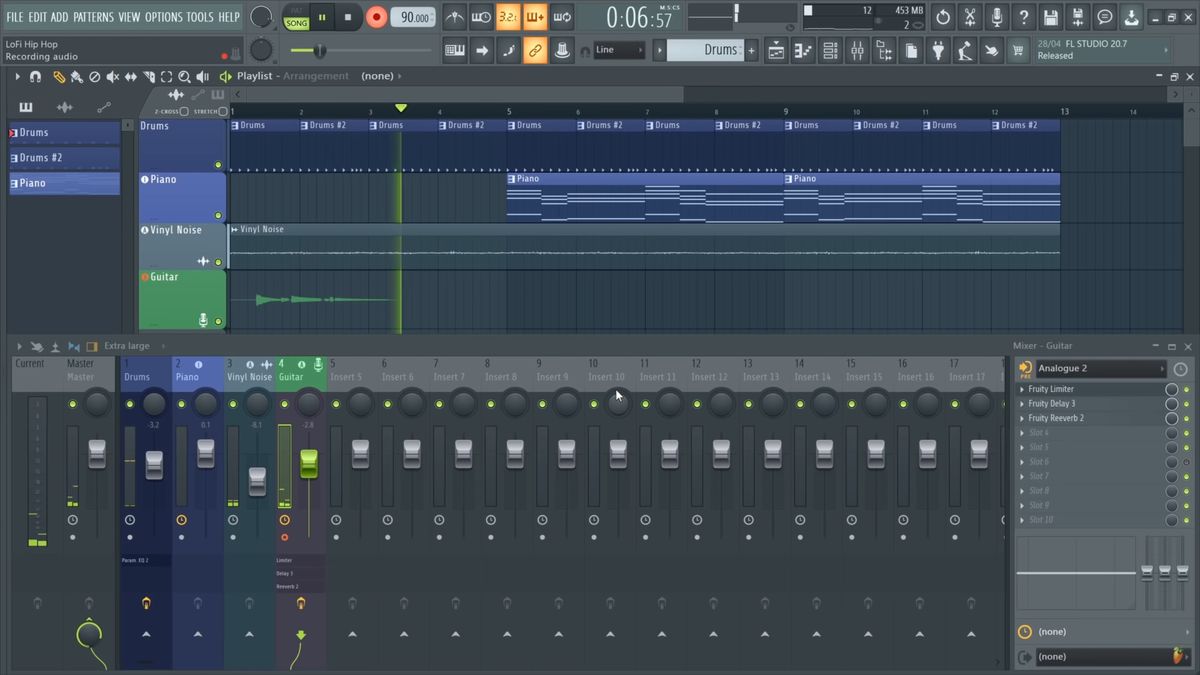 FILE EDIT ADD PATTERNS VIEW OPTIONS TOOLS HELP
PAT
SONG
90.000
3.2.
0:06:57
M:S:CS
12
453 MB
2
LoFi Hip Hop
Recording audio
Line
Drums
28/04 FL STUDIO 20.7
Released
Playlist - Arrangement (none)
Z-CROSS STRETCH
1 2 3 4 5 6 7 8 9 10 11 12 13 14
Drums
Drums #2
Piano
Drums
Drums Drums #2 Drums Drums #2 Drums Drums #2 Drums Drums #2 Drums Drums #2 Drums Drums #2
Piano
Piano Piano
Vinyl Noise
Vinyl Noise
Guitar
Extra large
Mixer - Guitar
Current Master 1 2 3 4 5 6 7 8 9 10 11 12 13 14 15 16 17 1
Master Drums Piano Vinyl Noise Guitar Insert 5 Insert 6 Insert 7 Insert 8 Insert 9 Insert 10 Insert 11 Insert 12 Insert 13 Insert 14 Insert 15 Insert 16 Insert 17
-3.2 0.1 -8.1 -2.8
Param. EQ 2
Limiter
Delay 3
Reeverb 2
PRE
Analogue 2
Fruity Limiter
Fruity Delay 3
Fruity Reeverb 2
Slot 4
Slot 5
Slot 6
Slot 7
Slot 8
Slot 9
Slot 10
(none)
(none)